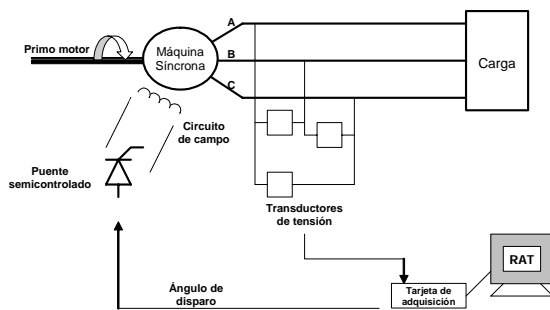 A
Primo motor
Máquina
Síncrona
B
Carga
C
Circuito
de campo
Puente
semicontrolado
Transductores
de tensión
RAT
Ángulo de
disparo
Tarjeta de
adquisición